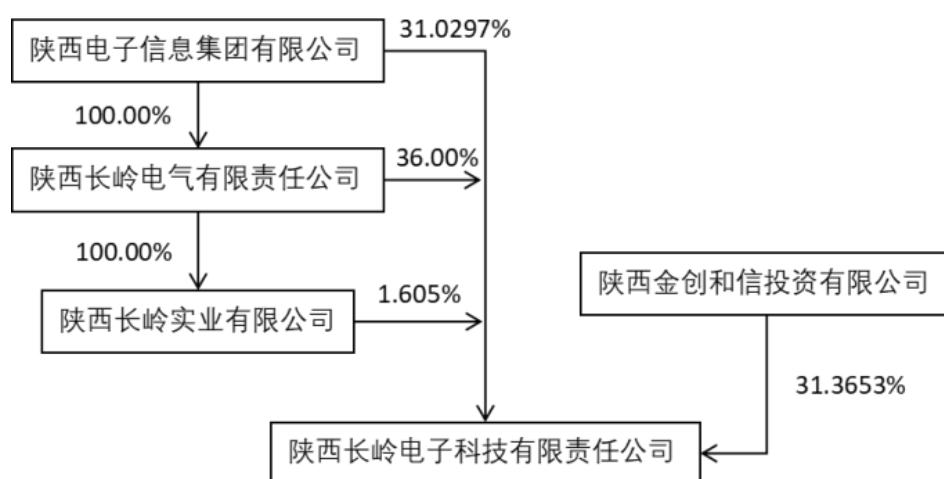 陕西电子信息集团有限公司
31.0297%
100.00%
陕西长岭电气有限责任公司
36.00%
100.00%
陕西长岭实业有限公司
1.605%
陕西金创和信投资有限公司
31.3653%
陕西长岭电子科技有限责任公司